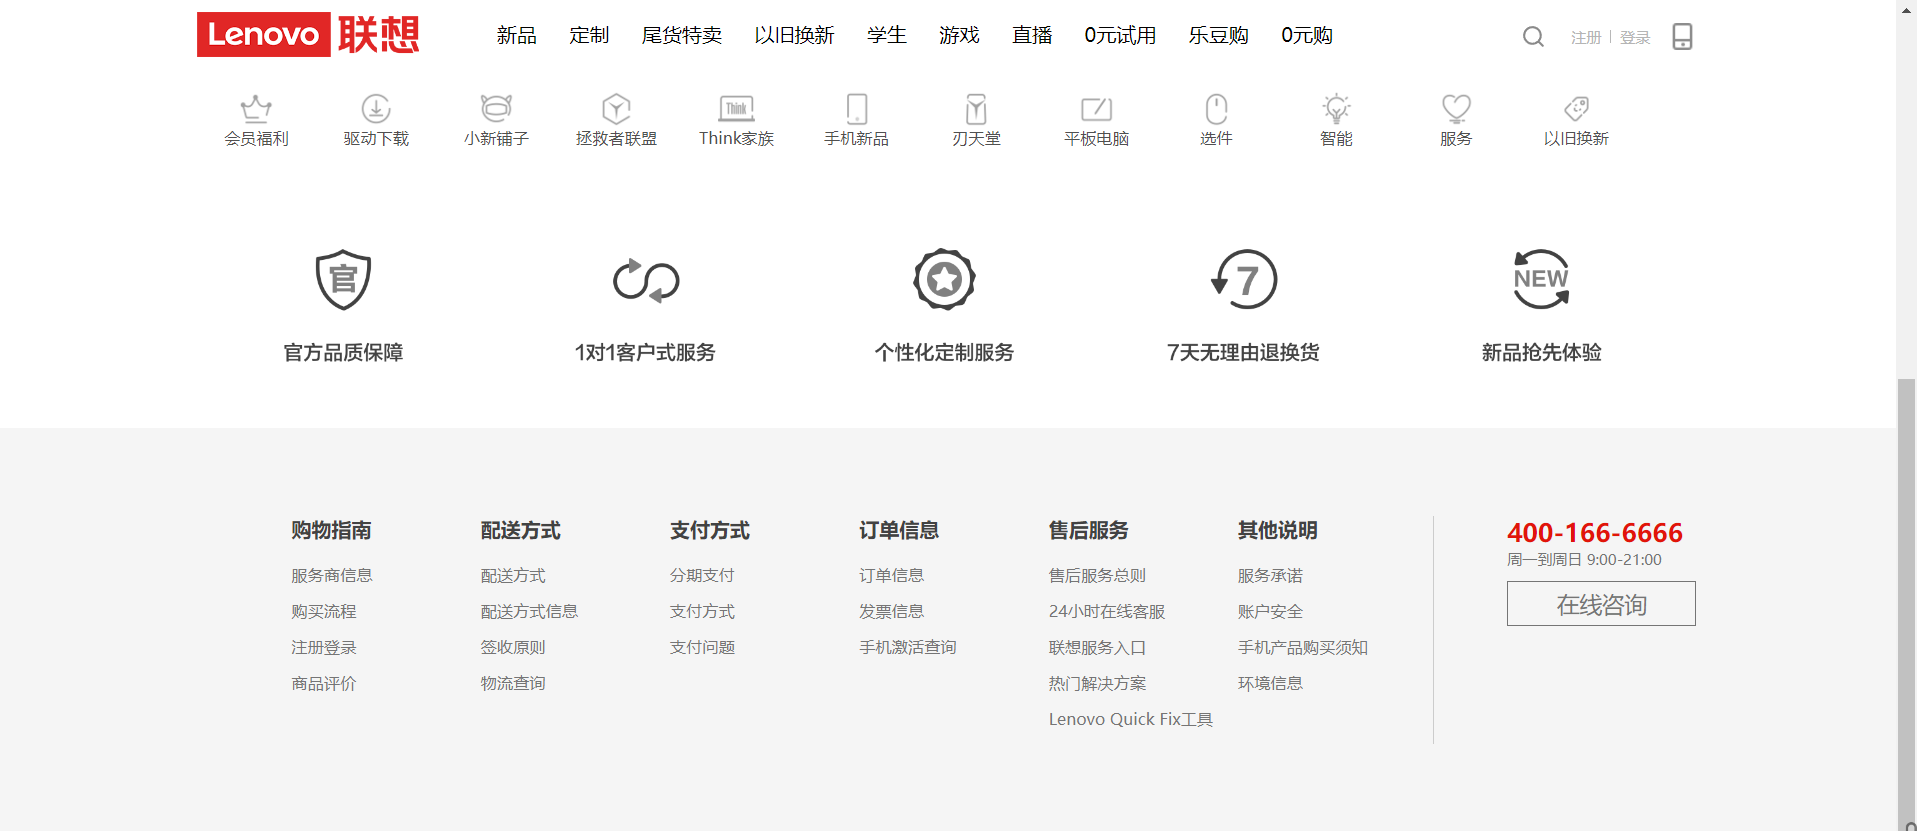 Lenovo 联想 新品 定制 尾货特卖 以旧换新 学生 游戏 直播 0元试用 乐豆购 0元购 注册 登录
Think
会员福利 驱动下载 小新铺子 拯救者联盟 Think家族 手机新品 刃天堂 平板电脑 选件 智能 服务 以旧换新
官 7 NEW
官方品质保障 1对1客户式服务 个性化定制服务 7天无理由退换货 新品抢先体验
购物指南 配送方式 支付方式 订单信息 售后服务 其他说明 400-166-6666
周一到周日 9:00-21:00
服务商信息 配送方式 分期支付 订单信息 售后服务总则 服务承诺
在线咨询
购买流程 配送方式信息 支付方式 发票信息 24小时在线客服 账户安全
注册登录 签收原则 支付问题 手机激活查询 联想服务入口 手机产品购买须知
商品评价 物流查询 热门解决方案 环境信息
Lenovo Quick Fix工具